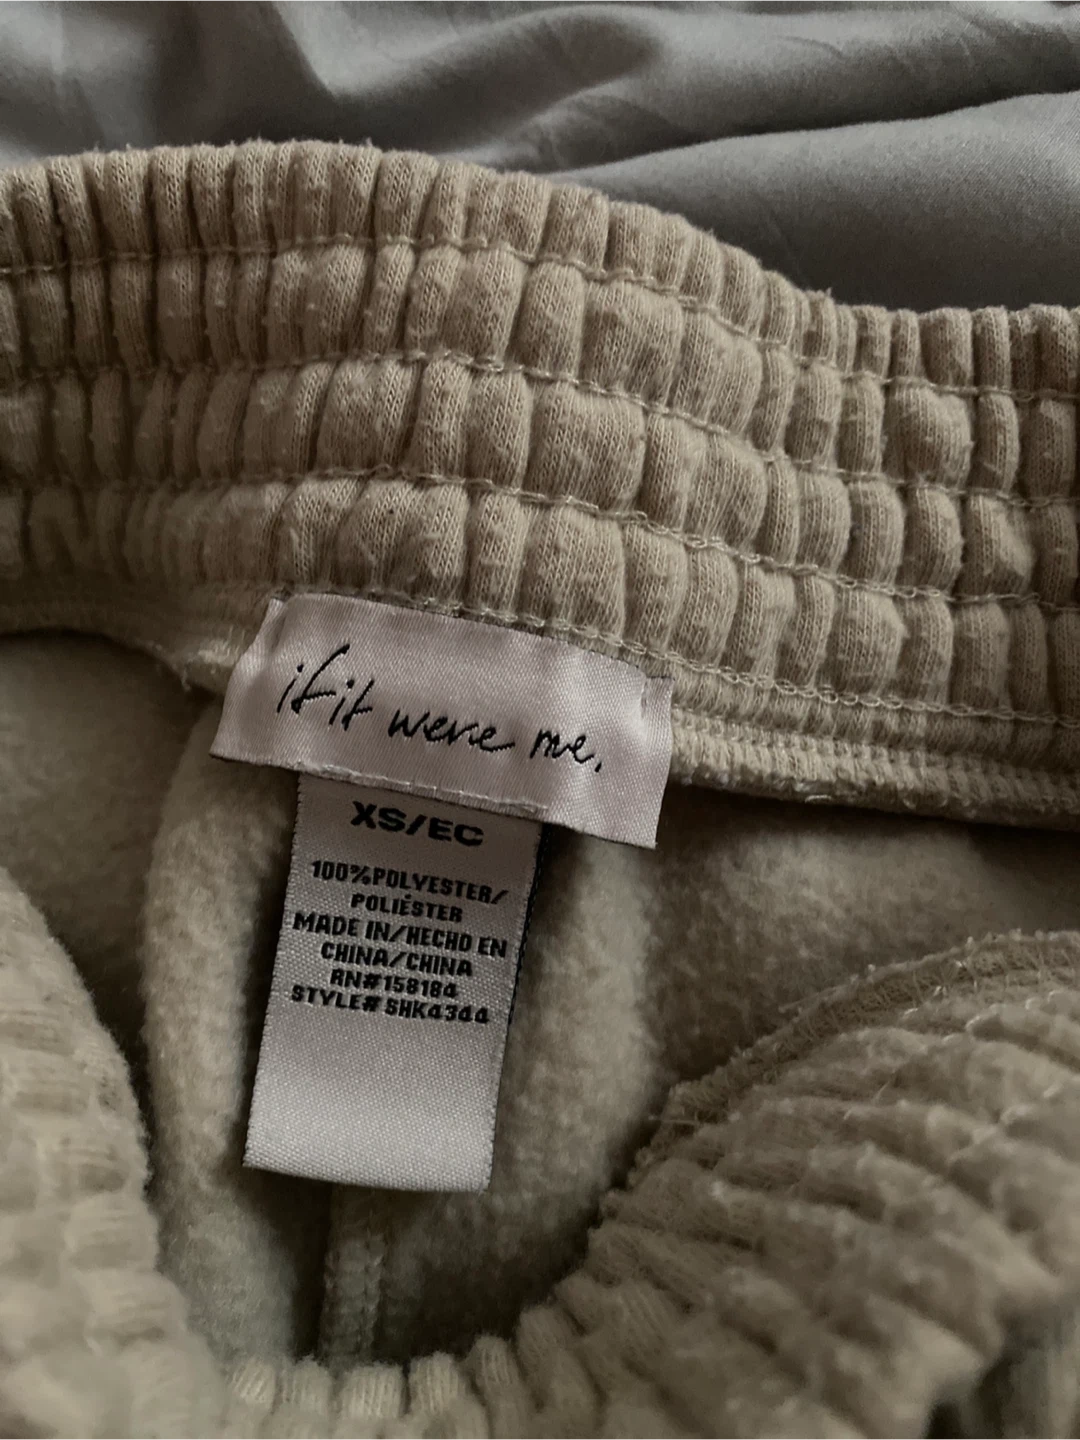 if it were me.
XS/EC
100%POLYESTER/
POLIÉSTER
MADE IN/HECHO EN
CHINA/CHINA
RN#158184
STYLE# SHK4344